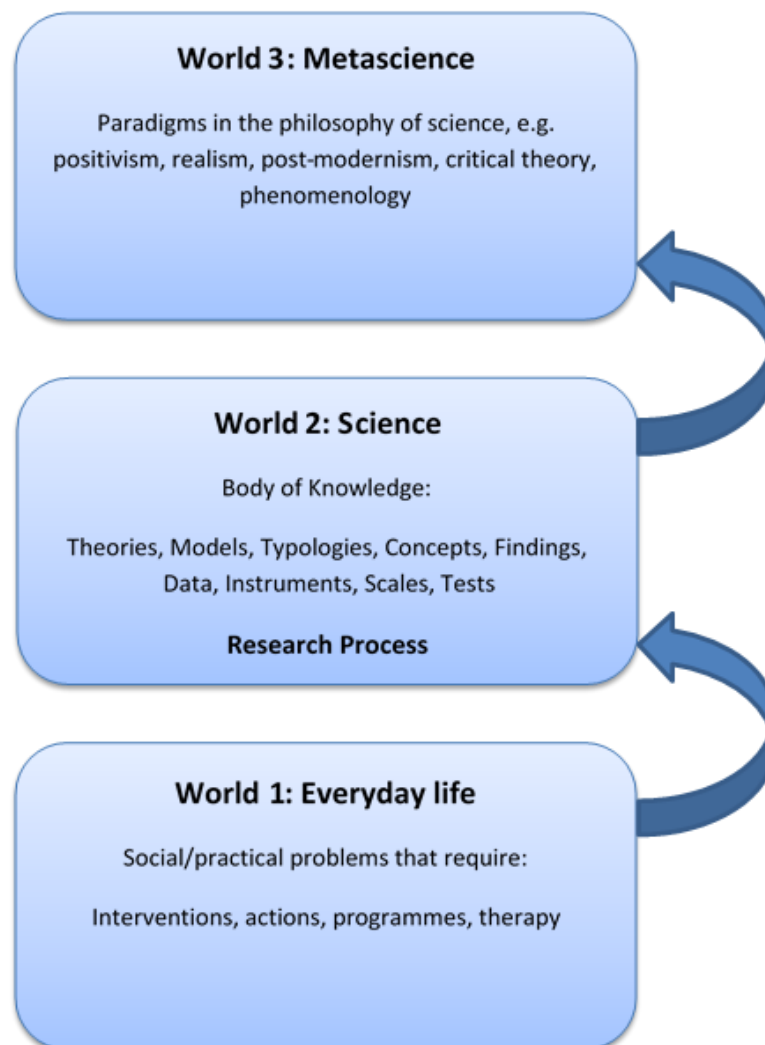 World 3: Metascience
Paradigms in the philosophy of science, e.g.
positivism, realism, post-modernism, critical theory,
phenomenology
World 2: Science
Body of Knowledge:
Theories, Models, Typologies, Concepts, Findings,
Data, Instruments, Scales, Tests
Research Process
World 1: Everyday life
Social/practical problems that require:
Interventions, actions, programmes, therapy